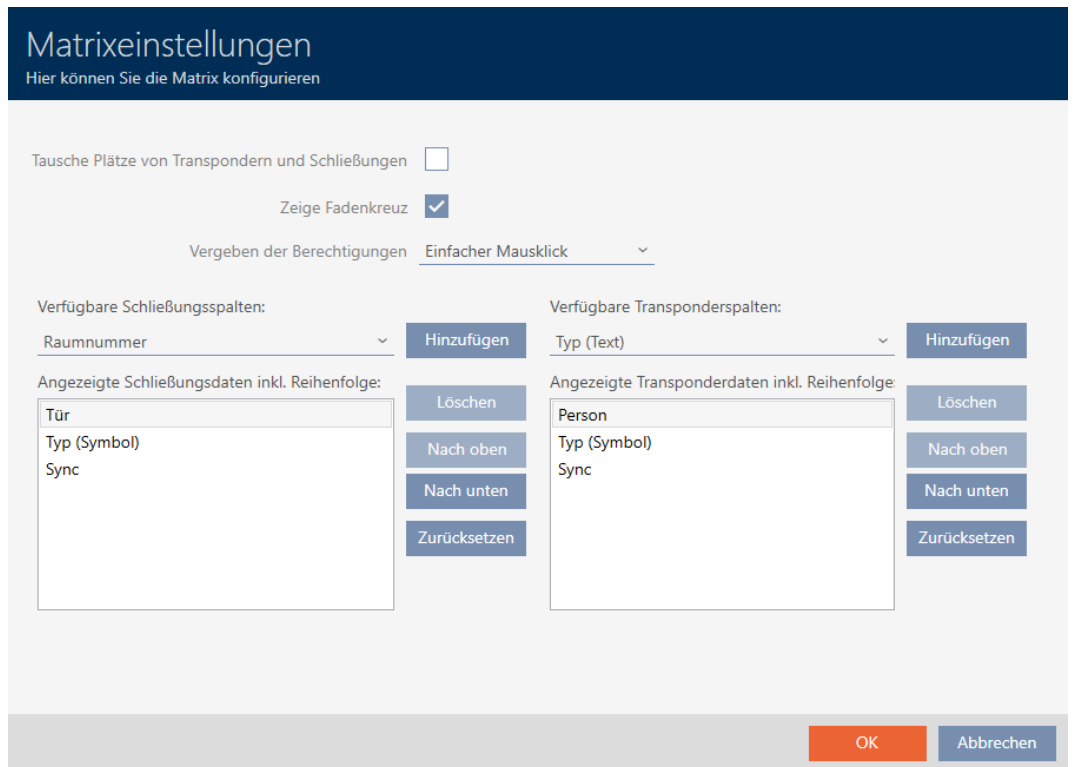 Matrixeinstellungen
Hier können Sie die Matrix konfigurieren
Tausche Plätze von Transpondern und Schließungen
Zeige Fadenkreuz
Vergeben der Berechtigungen Einfacher Mausklick
Verfügbare Schließungsspalten:
Raumnummer Hinzufügen
Angezeigte Schließungsdaten inkl. Reihenfolge:
Tür
Typ (Symbol)
Sync
Löschen
Nach oben
Nach unten
Zurücksetzen
Verfügbare Transponderspalten:
Typ (Text) Hinzufügen
Angezeigte Transponderdaten inkl. Reihenfolge:
Person
Typ (Symbol)
Sync
Löschen
Nach oben
Nach unten
Zurücksetzen
OK Abbrechen